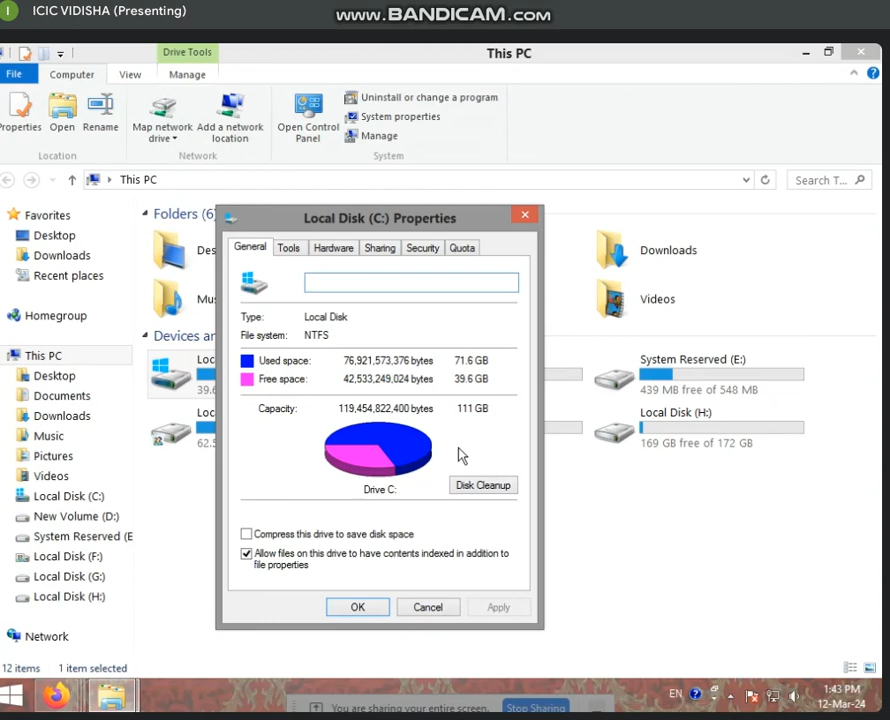 ICIC VIDISHA (Presenting)
www.BANDICAM.com
Drive Tools
This PC
File
Computer
View
Manage
Properties
Open
Rename
Map network drive
Add a network location
Open Control Panel
Uninstall or change a program
System properties
Manage
Location
Network
System
This PC
Search T...
Favorites
Desktop
Downloads
Recent places
Homegroup
This PC
Desktop
Documents
Downloads
Music
Pictures
Videos
Local Disk (C:)
New Volume (D:)
System Reserved (E
Local Disk (F:)
Local Disk (G:)
Local Disk (H:)
Network
Folders (6)
Des
Mus
Devices an
Loc
39.6
Loc
62.5
Downloads
Videos
System Reserved (E:)
439 MB free of 548 MB
Local Disk (H:)
169 GB free of 172 GB
Local Disk (C:) Properties
General
Tools
Hardware
Sharing
Security
Quota
Type: Local Disk
File system: NTFS
Used space: 76,921,573,376 bytes 71.6 GB
Free space: 42,533,249,024 bytes 39.6 GB
Capacity: 119,454,822,400 bytes 111 GB
Drive C:
Disk Cleanup
Compress this drive to save disk space
Allow files on this drive to have contents indexed in addition to
file properties
OK
Cancel
Apply
12 items
1 item selected
You are sharing your entire screen.
Stop Sharing
EN
1:43 PM
12-Mar-24